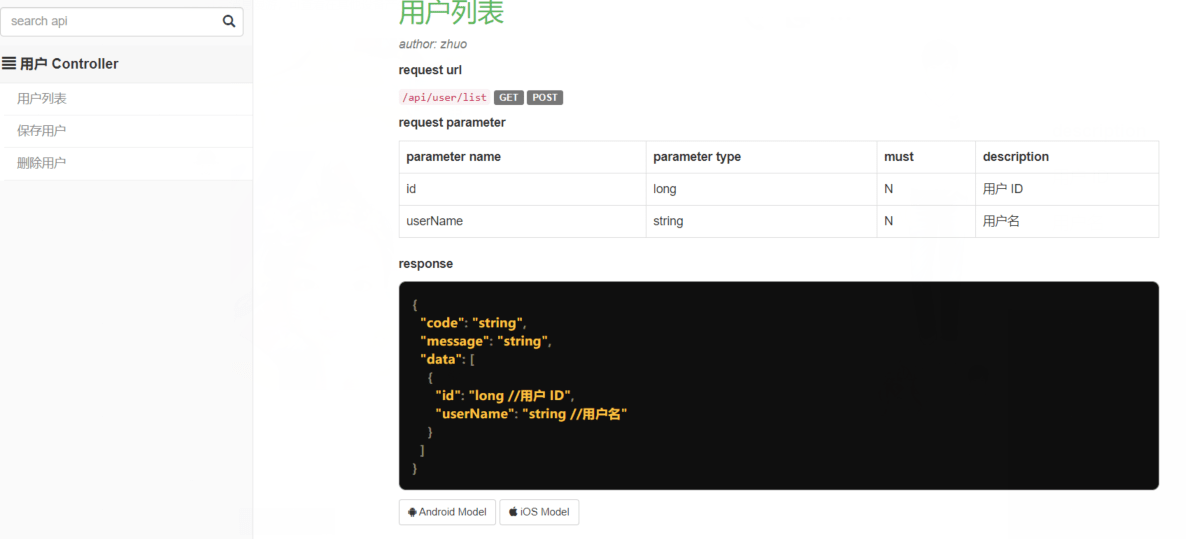 search api
用户 Controller
用户列表
保存用户
删除用户
用户列表
author: zhuo
request url
/api/user/list GET POST
request parameter
parameter name parameter type must description
id long N 用户 ID
userName string N 用户名
response
{
"code": "string",
"message": "string",
"data": [
{
"id": "long //用户 ID",
"userName": "string //用户名"
}
]
}
Android Model iOS Model